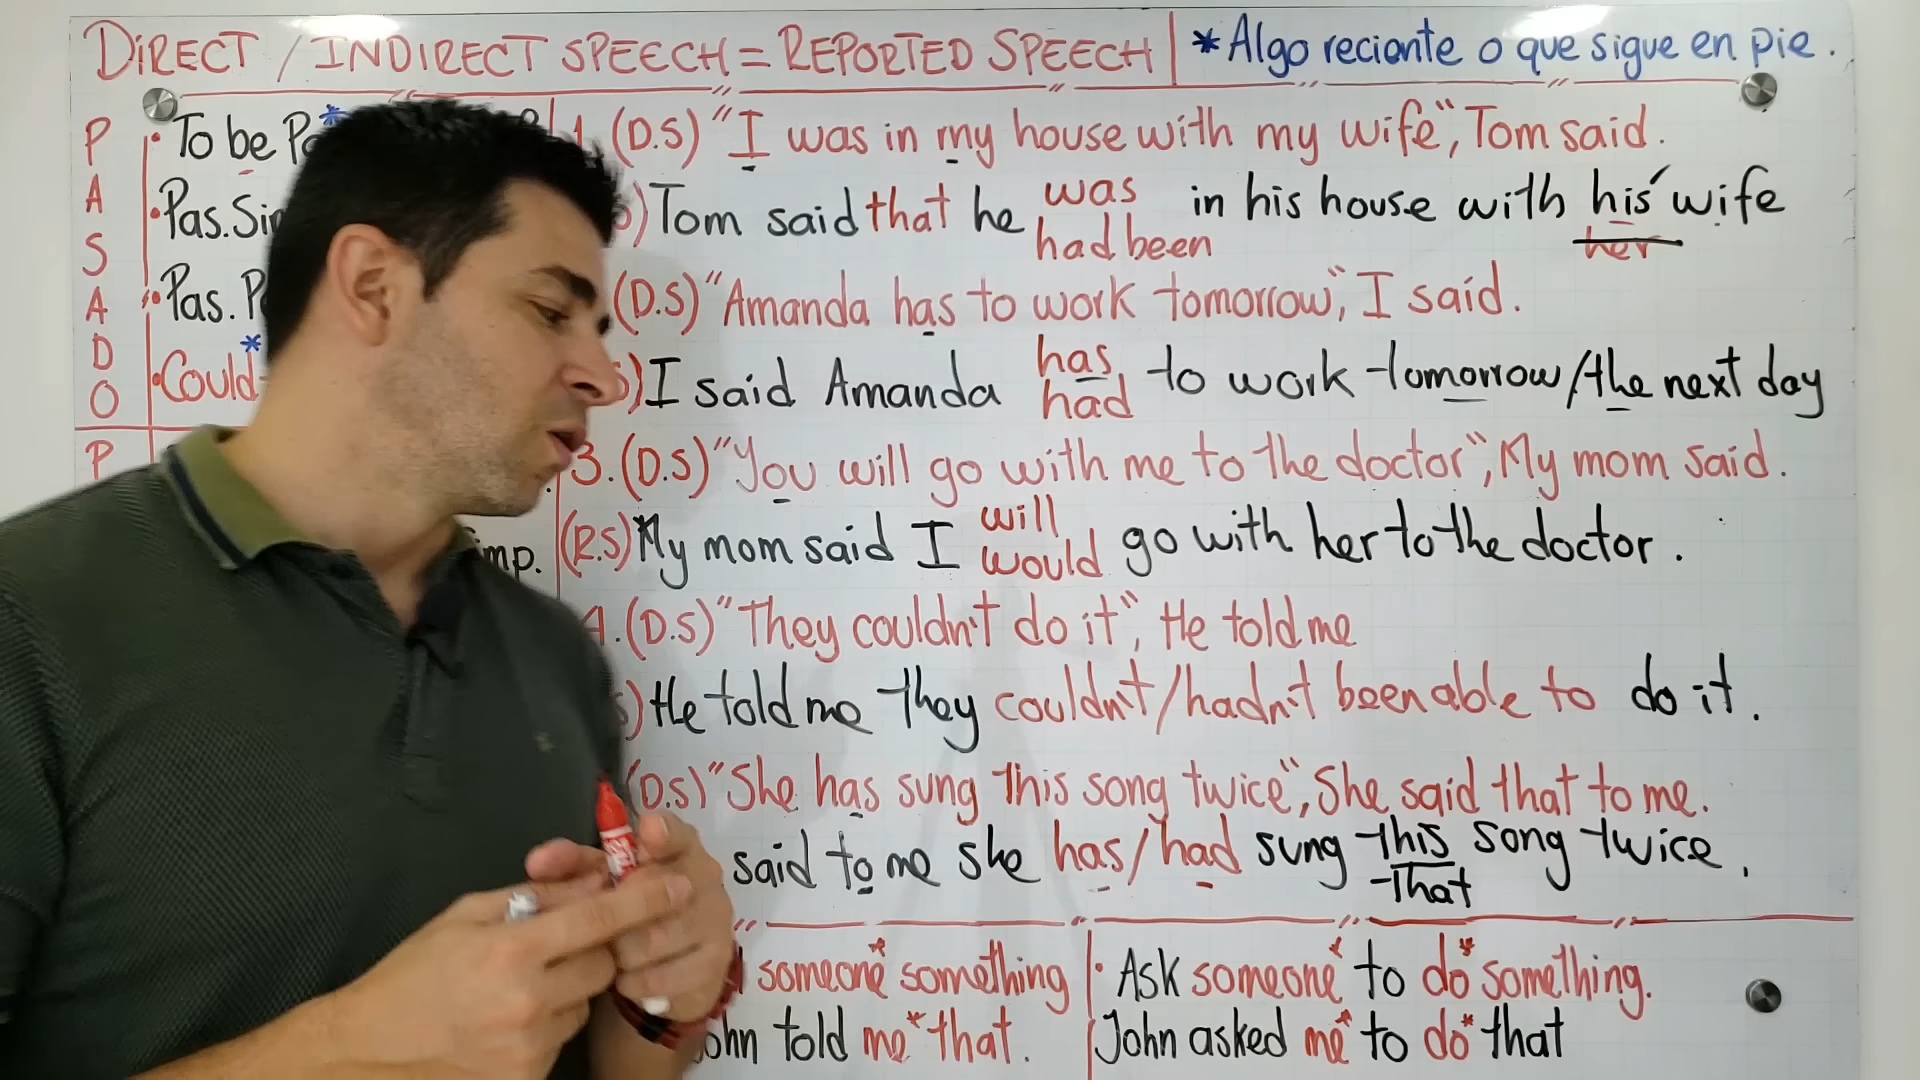 DIRECT / INDIRECT SPEECH = REPORTED SPEECH | *Algo reciente o que sigue en pie.
P
A
S
A
D
O
P
• To be
• Pas.
• Pas.
• Could*
mp.
1. (D.S) "I was in my house with my wife", Tom said.
Tom said that he was in his house with his wife
had been her
(D.S) "Amanda has to work tomorrow", I said.
I said Amanda has to work tomorrow/the next day
had
3. (D.S) "You will go with me to the doctor", My mom said.
(R.S) My mom said I will go with her to the doctor.
would
4. (D.S) "They couldn't do it", He told me
He told me they couldn't/hadn't been able to do it.
(D.S) "She has sung this song twice", She said that to me.
said to me she has/had sung this song twice.
that
someone* something
• Ask someone* to do* something.
told me* that.
John asked me* to do* that